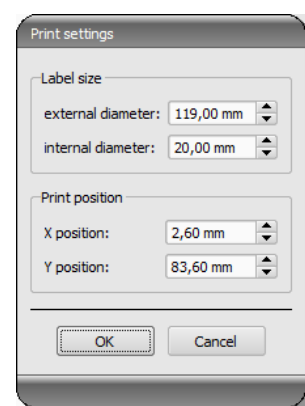 Print settings
Label size
external diameter: 119,00 mm
internal diameter: 20,00 mm
Print position
X position: 2,60 mm
Y position: 83,60 mm
OK Cancel